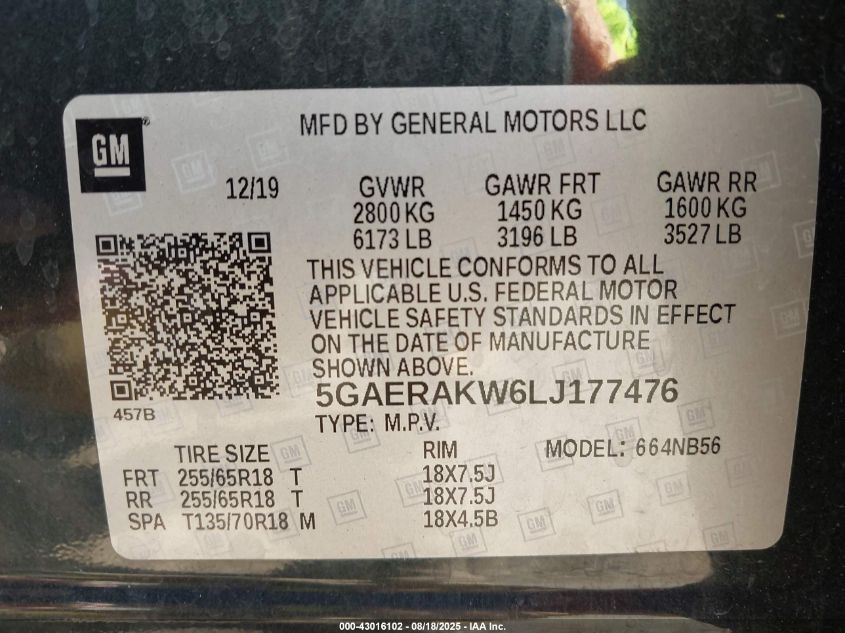 GM
®
MFD BY GENERAL MOTORS LLC
12/19
GVWR GAWR FRT GAWR RR
2800 KG 1450 KG 1600 KG
6173 LB 3196 LB 3527 LB
THIS VEHICLE CONFORMS TO ALL
APPLICABLE U.S. FEDERAL MOTOR
VEHICLE SAFETY STANDARDS IN EFFECT
ON THE DATE OF MANUFACTURE
SHOWN ABOVE.
457B
5GAERAKW6LJ177476
TYPE: M.P.V.
TIRE SIZE RIM MODEL: 664NB56
FRT 255/65R18 T 18X7.5J
RR 255/65R18 T 18X7.5J
SPA T135/70R18 M 18X4.5B
000-43016102 - 08/18/2025 - IAA Inc.